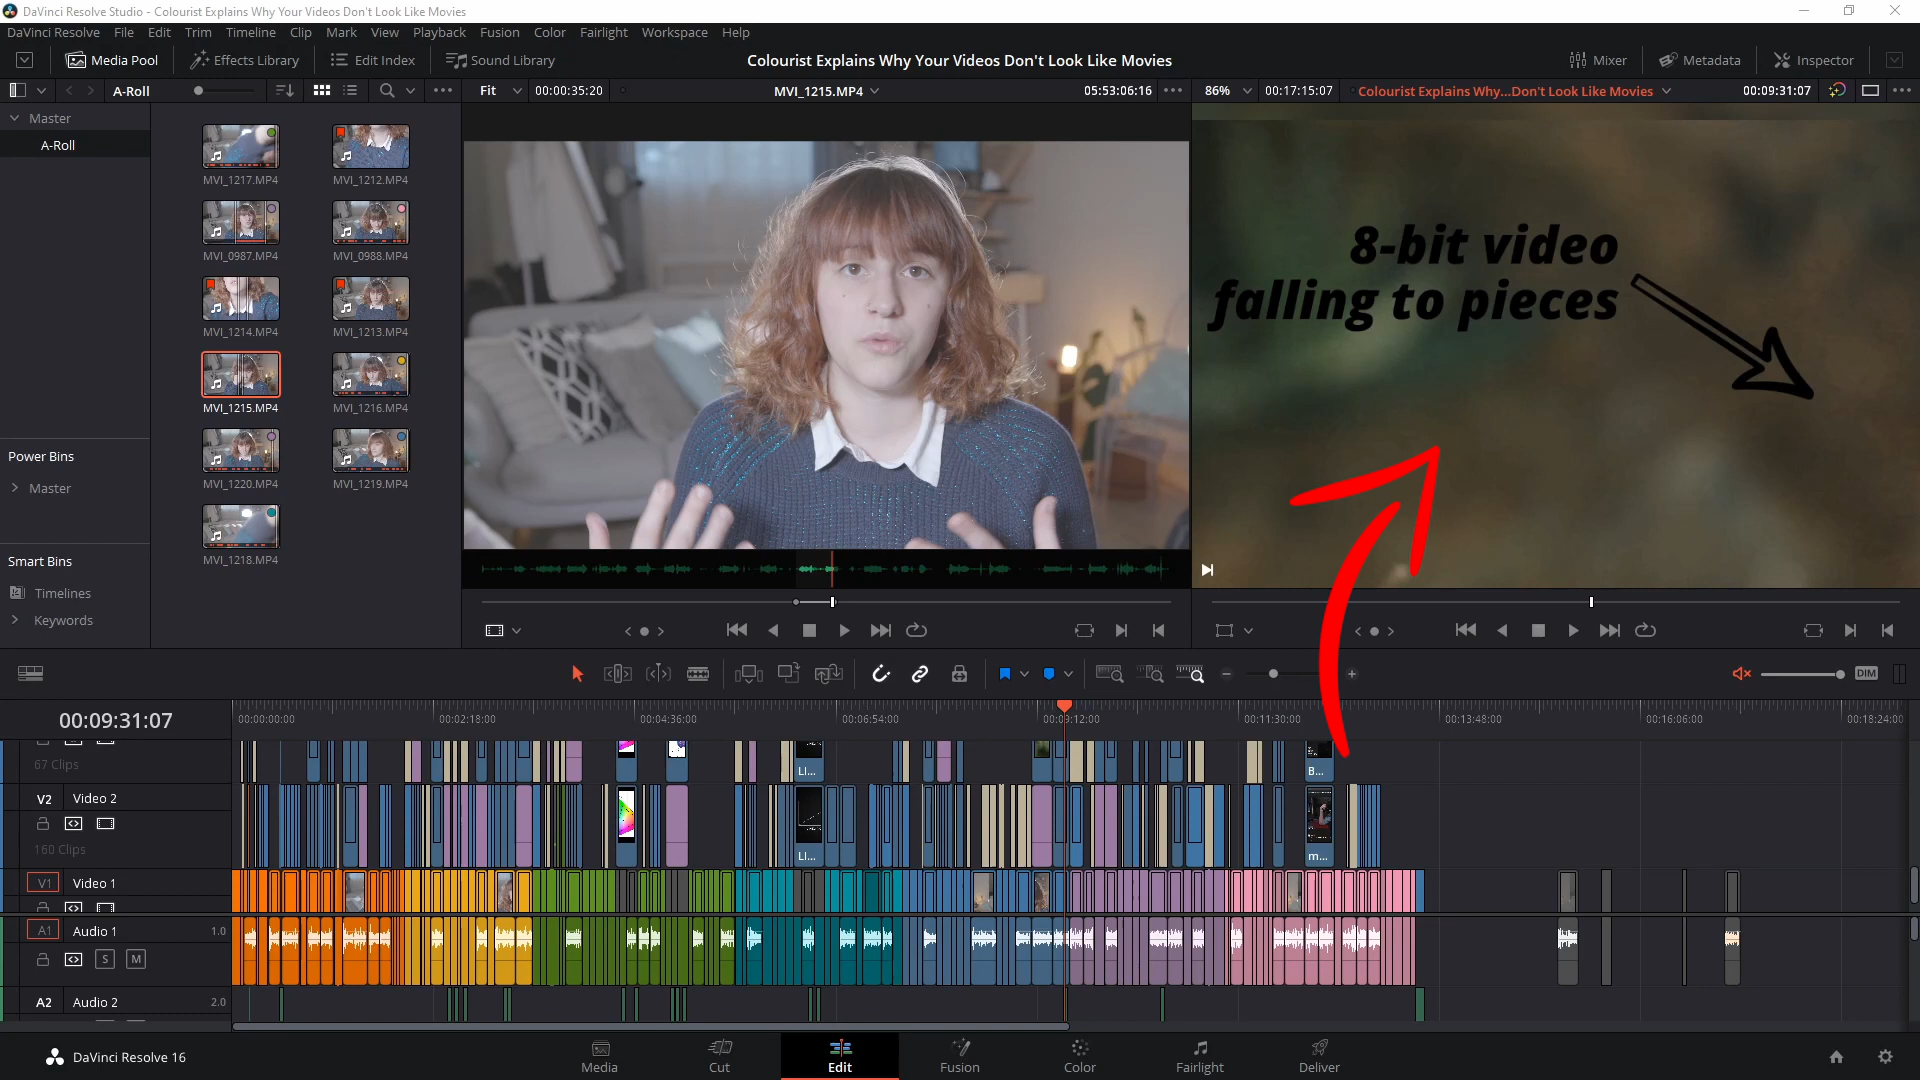 DaVinci Resolve Studio - Colourist Explains Why Your Videos Don't Look Like Movies
DaVinci Resolve File Edit Trim Timeline Clip Mark View Playback Fusion Color Fairlight Workspace Help
Media Pool Effects Library Edit Index Sound Library Colourist Explains Why Your Videos Don't Look Like Movies Mixer Metadata Inspector
A-Roll Fit 00:00:35:20 MVI_1215.MP4 05:53:06:16 86% 00:17:15:07 Colourist Explains Why...Don't Look Like Movies 00:09:31:07
Master
A-Roll
MVI_1217.MP4 MVI_1212.MP4
MVI_0987.MP4 MVI_0988.MP4
MVI_1214.MP4 MVI_1213.MP4
MVI_1215.MP4 MVI_1216.MP4
MVI_1220.MP4 MVI_1219.MP4
MVI_1218.MP4
Power Bins
Master
Smart Bins
Timelines
Keywords
8-bit video
falling to pieces
DIM
00:09:31:07
00:00:00:00 00:02:18:00 00:04:36:00 00:06:54:00 00:09:12:00 00:11:30:00 00:13:48:00 00:16:06:00 00:18:24:00
67 Clips
LI... B...
V2 Video 2
160 Clips
LI... m...
V1 Video 1
A1 Audio 1 1.0
S M
A2 Audio 2 2.0
DaVinci Resolve 16
Media Cut Edit Fusion Color Fairlight Deliver